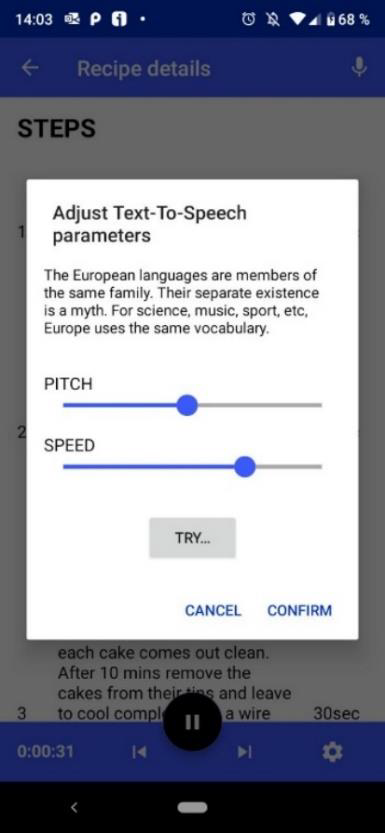 14:03
68 %
Recipe details
STEPS
1
Adjust Text-To-Speech
parameters
The European languages are members of
the same family. Their separate existence
is a myth. For science, music, sport, etc,
Europe uses the same vocabulary.
PITCH
2
SPEED
TRY...
CANCEL CONFIRM
each cake comes out clean.
After 10 mins remove the
cakes from their tins and leave
3 to cool a wire 30sec
0:00:31